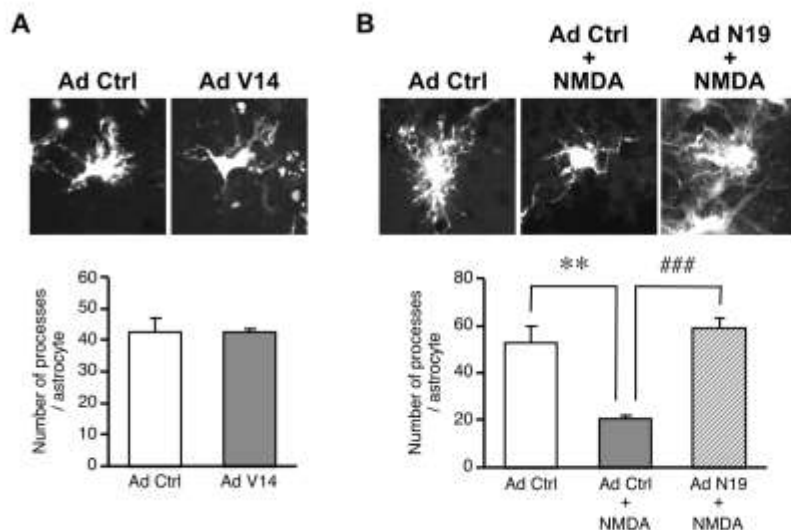 A
Ad Ctrl
Ad V14
Number of processes
/ astrocyte
60
50
40
30
20
10
0
Ad Ctrl
Ad V14
B
Ad Ctrl
Ad Ctrl
+
NMDA
Ad N19
+
NMDA
**
###
Number of processes
/ astrocyte
80
60
40
20
0
Ad Ctrl
Ad Ctrl
+
NMDA
Ad N19
+
NMDA